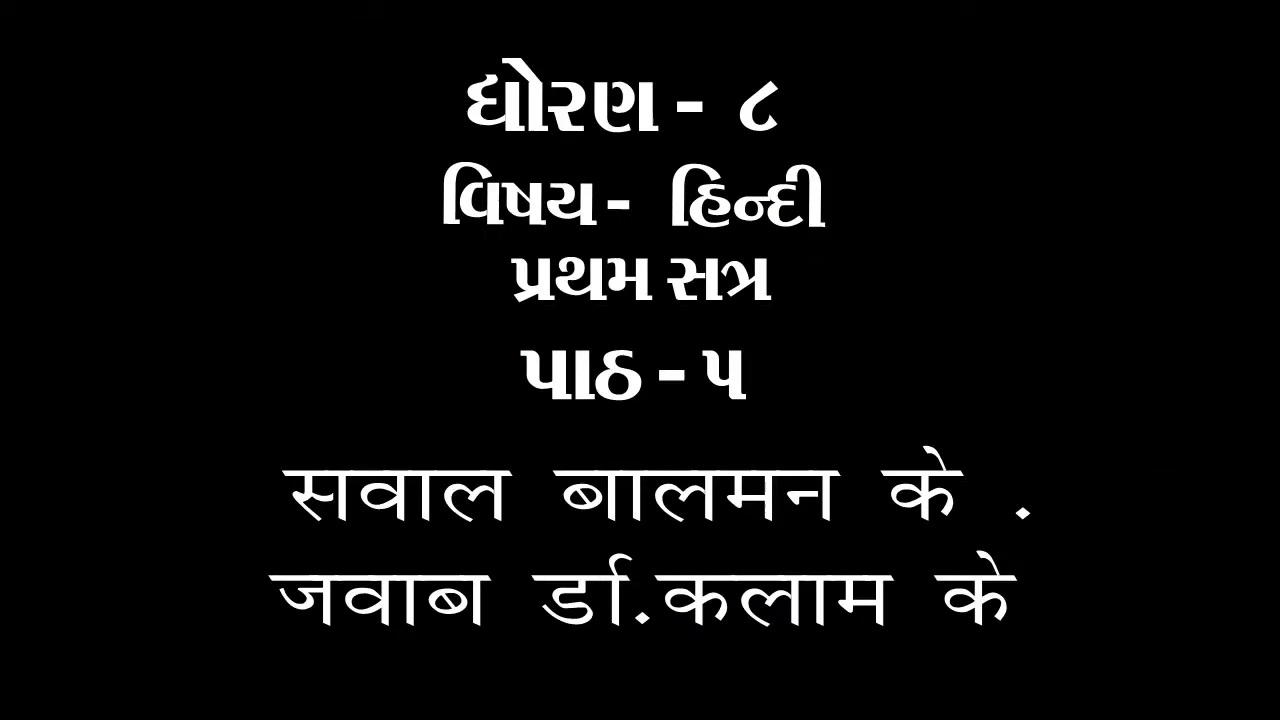 ધોરણ - ૮
વિષય - હિન્દી
પ્રથમ સત્ર
પાઠ - ૫
सवाल बालमन के .
जवाब र्डा.कलाम के